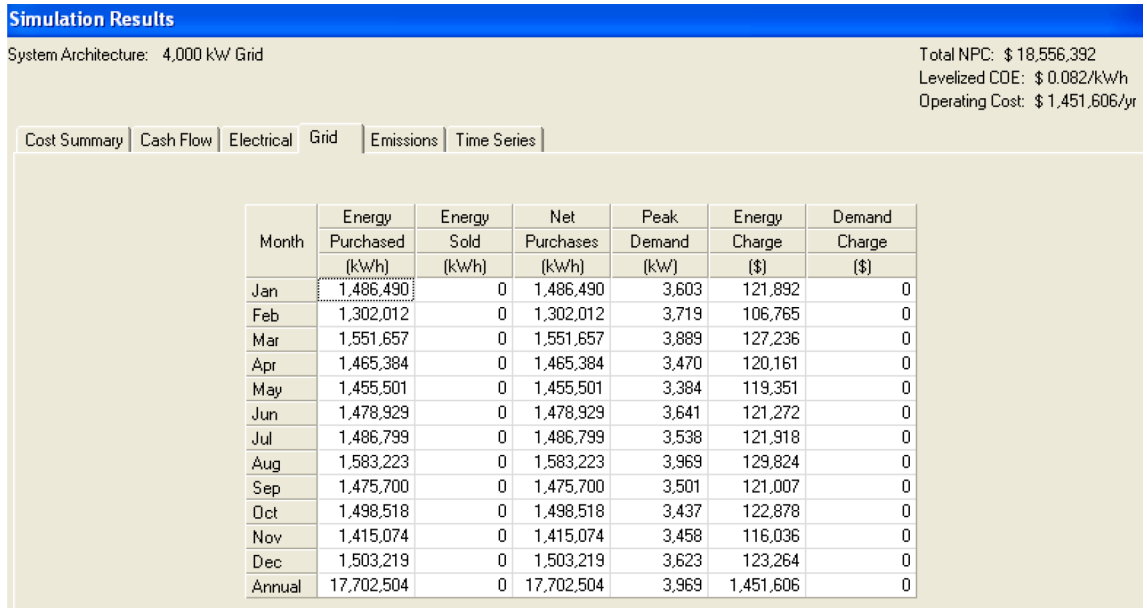 Simulation Results
System Architecture: 4,000 kW Grid
Total NPC: $ 18,556,392
Levelized COE: $ 0.082/kWh
Operating Cost: $ 1,451,606/yr
Cost Summary Cash Flow Electrical Grid Emissions Time Series
Energy Energy Net Peak Energy Demand
Month Purchased Sold Purchases Demand Charge Charge
(kWh) (kWh) (kWh) (kW) ($) ($)
Jan 1,486,490 0 1,486,490 3,603 121,892 0
Feb 1,302,012 0 1,302,012 3,719 106,765 0
Mar 1,551,657 0 1,551,657 3,889 127,236 0
Apr 1,465,384 0 1,465,384 3,470 120,161 0
May 1,455,501 0 1,455,501 3,384 119,351 0
Jun 1,478,929 0 1,478,929 3,641 121,272 0
Jul 1,486,799 0 1,486,799 3,538 121,918 0
Aug 1,583,223 0 1,583,223 3,969 129,824 0
Sep 1,475,700 0 1,475,700 3,501 121,007 0
Oct 1,498,518 0 1,498,518 3,437 122,878 0
Nov 1,415,074 0 1,415,074 3,458 116,036 0
Dec 1,503,219 0 1,503,219 3,623 123,264 0
Annual 17,702,504 0 17,702,504 3,969 1,451,606 0